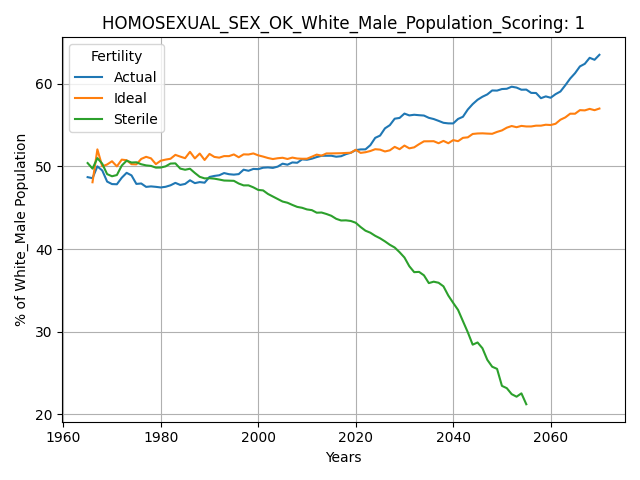 HOMOSEXUAL_SEX_OK_White_Male_Population_Scoring: 1
Fertility
Actual
Ideal
Sterile
% of White_Male Population
60
50
40
30
20
1960 1980 2000 2020 2040 2060
Years